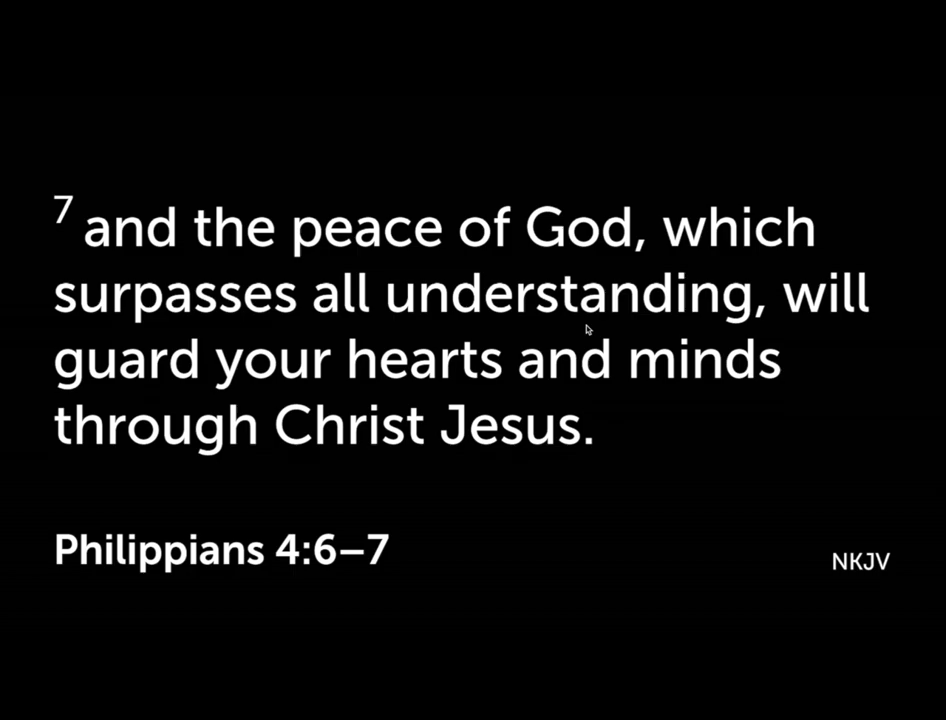 7 and the peace of God, which
surpasses all understanding, will
guard your hearts and minds
through Christ Jesus.
Philippians 4:6–7
NKJV